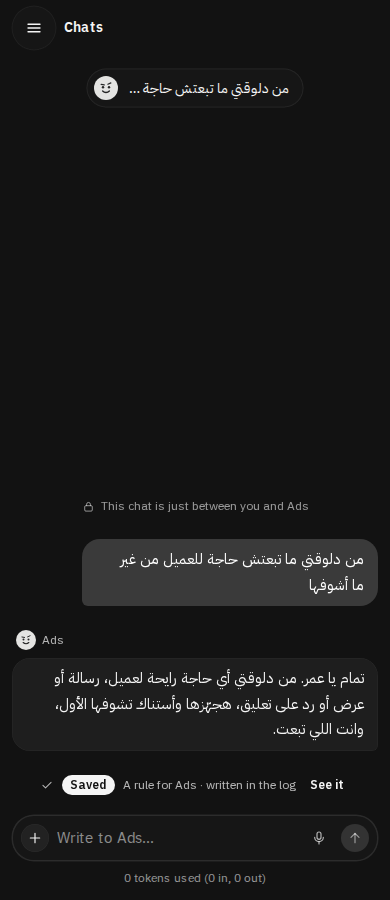 Chats
من دلوقتي ما تبعتش حاجة ...
This chat is just between you and Ads
من دلوقتي ما تبعتش حاجة للعميل من غير
ما أشوفها
Ads
تمام يا عمر. من دلوقتي أي حاجة رايحة لعميل، رسالة أو
عرض أو رد على تعليق، هجهّزها وأستناك تشوفها الأول،
وانت اللي تبعت.
Saved A rule for Ads · written in the log See it
Write to Ads...
0 tokens used (0 in, 0 out)